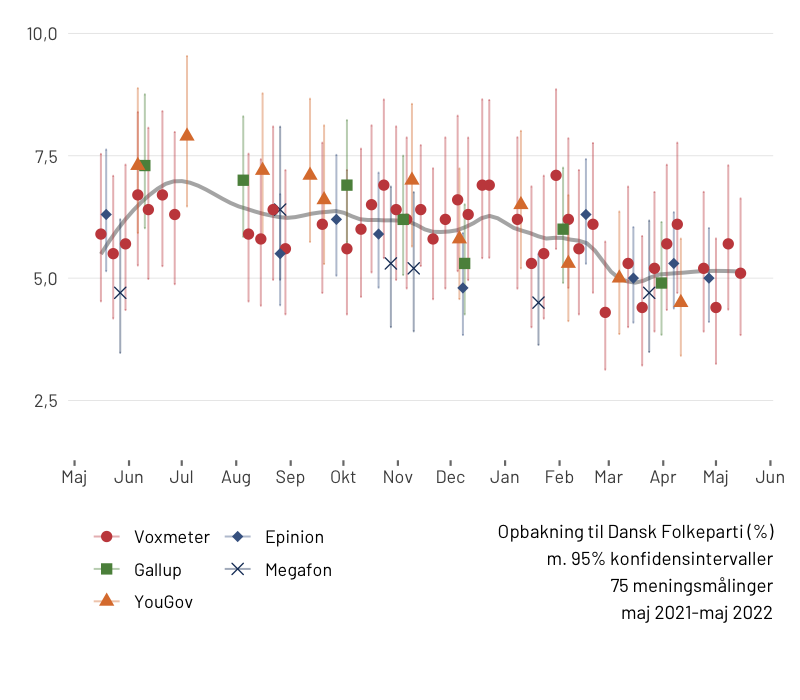 10,0
7,5
5,0
2,5
Maj Jun Jul Aug Sep Okt Nov Dec Jan Feb Mar Apr Maj Jun
Voxmeter Epinion
Gallup Megafon
YouGov
Opbakning til Dansk Folkeparti (%)
m. 95% konfidensintervaller
75 meningsmålinger
maj 2021-maj 2022